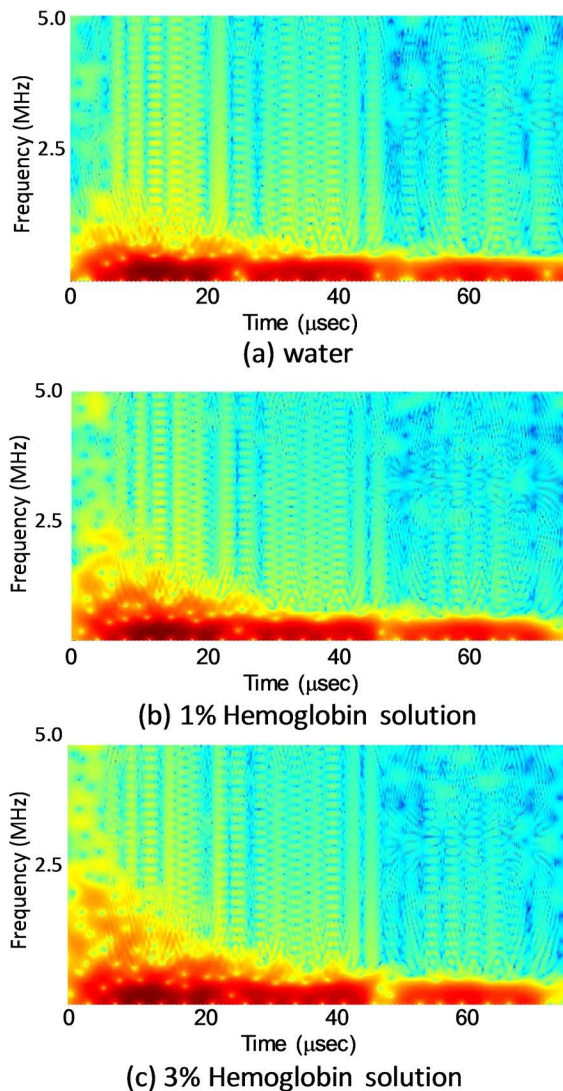 5.0
Frequency (MHz)
2.5
0 20 40 60
Time (μsec)
(a) water
5.0
Frequency (MHz)
2.5
0 20 40 60
Time (μsec)
(b) 1% Hemoglobin solution
5.0
Frequency (MHz)
2.5
0 20 40 60
Time (μsec)
(c) 3% Hemoglobin solution